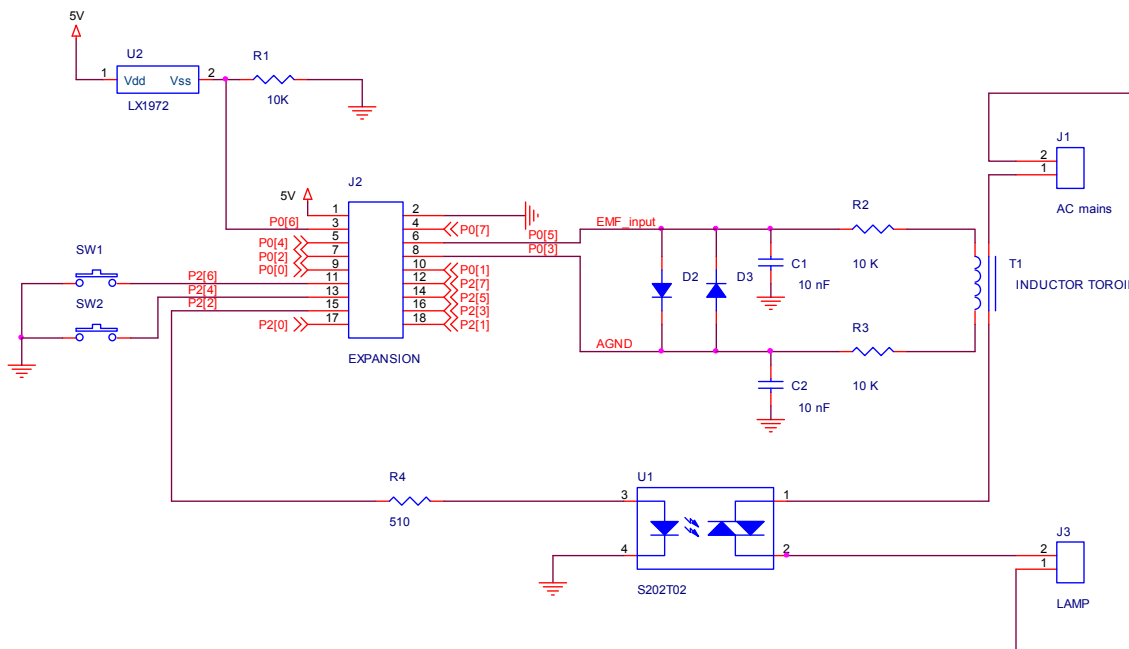 5V
U2
R1
1 Vdd Vss 2
LX1972
10K
J1
2
1
AC mains
J2
5V
1 2
P0[6] 3 4 P0[7]
P0[4] 5 6 P0[5] EMF_input
P0[2] 7 8 P0[3]
P0[0] 9 10 P0[1]
P2[6] 11 12 P2[7]
P2[4] 13 14 P2[5]
P2[2] 15 16 P2[3]
P2[0] 17 18 P2[1]
EXPANSION
SW1
SW2
R2
10 K
D2
D3
C1
10 nF
T1
INDUCTOR TOROI
AGND
R3
10 K
C2
10 nF
R4
510
U1
3 1
4 2
S202T02
J3
2
1
LAMP